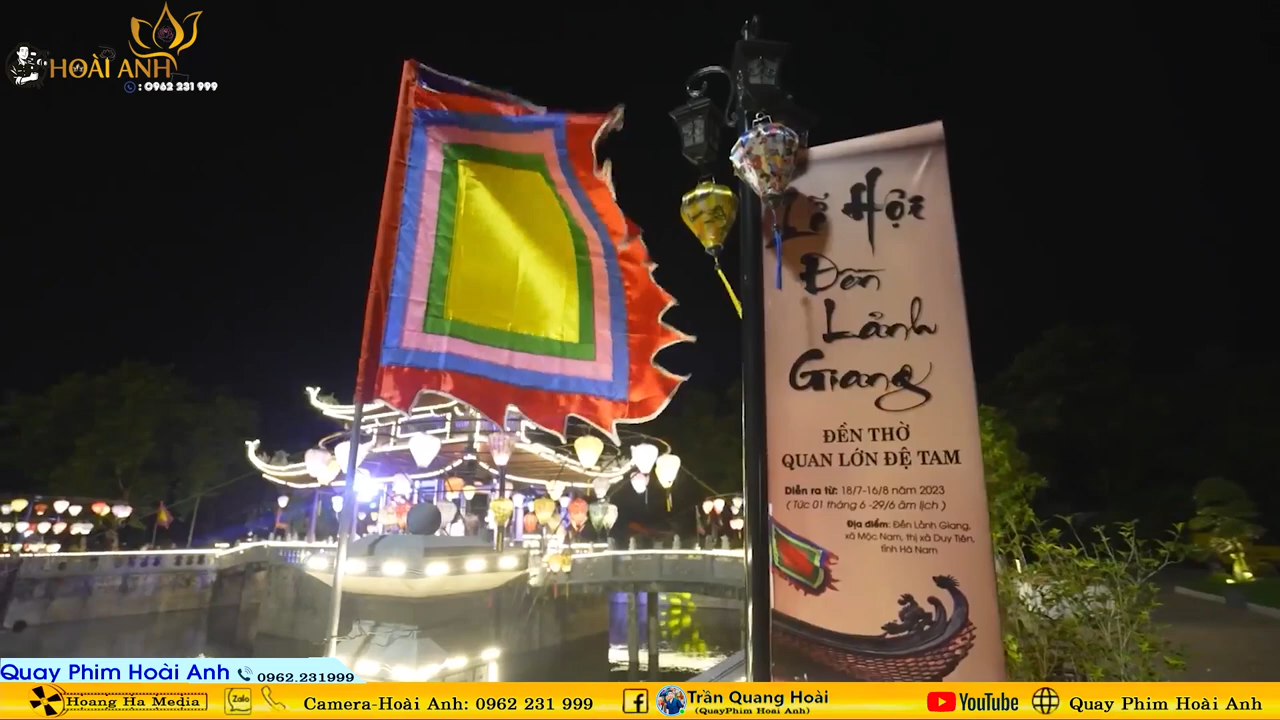 HOÀI ANH
: 0962 231 999
Lễ Hội
Đền
Lảnh
Giang
ĐỀN THỜ
QUAN LỚN ĐỆ TAM
Diễn ra từ: 18/7-16/8 năm 2023
( Tức 01 tháng 6 -29/6 âm lịch )
Địa điểm: Đền Lảnh Giang,
xã Mộc Nam, thị xã Duy Tiên,
tỉnh Hà Nam
Quay Phim Hoài Anh 0962.231999
Hoang Ha Media
Zalo
Camera-Hoài Anh: 0962 231 999
Trần Quang Hoài
(QuayPhim Hoai Anh)
YouTube
Quay Phim Hoài Anh